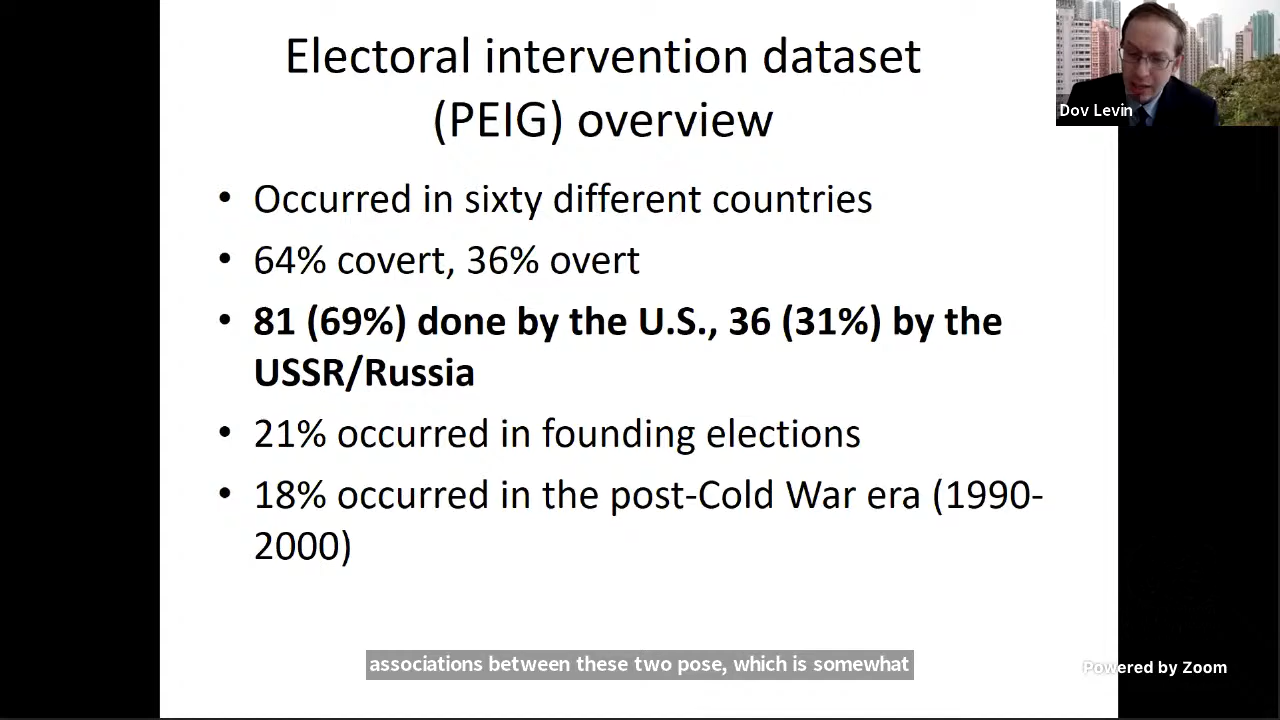 Electoral intervention dataset
(PEIG) overview
Dov Levin
• Occurred in sixty different countries
• 64% covert, 36% overt
• 81 (69%) done by the U.S., 36 (31%) by the
USSR/Russia
• 21% occurred in founding elections
• 18% occurred in the post-Cold War era (1990-
2000)
associations between these two pose, which is somewhat
Powered by Zoom